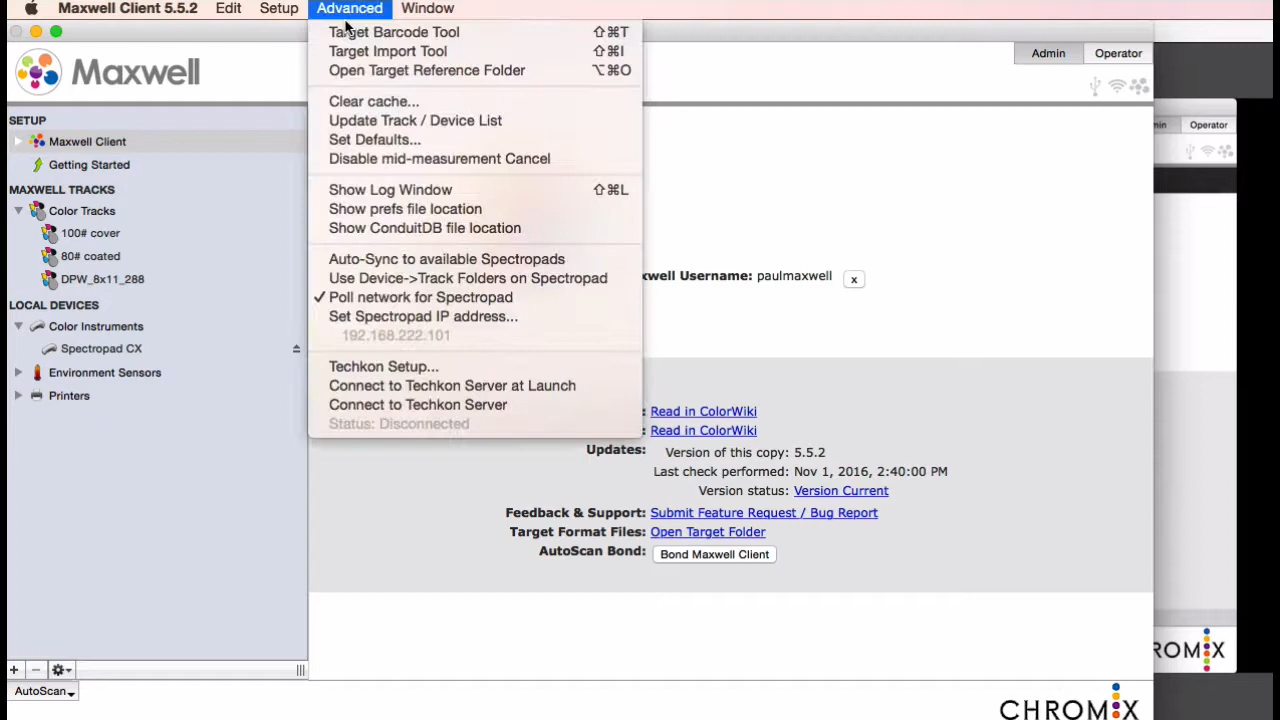 Maxwell Client 5.5.2 Edit Setup Advanced Window
Target Barcode Tool ⇧⌘T
Target Import Tool ⇧⌘I
Open Target Reference Folder ⌥⌘O
Clear cache...
Update Track / Device List
Set Defaults...
Disable mid-measurement Cancel
Show Log Window ⇧⌘L
Show prefs file location
Show ConduitDB file location
Auto-Sync to available Spectropads
Use Device->Track Folders on Spectropad
✓ Poll network for Spectropad
Set Spectropad IP address...
192.168.222.101
Techkon Setup...
Connect to Techkon Server at Launch
Connect to Techkon Server
Status: Disconnected
Maxwell
Admin Operator
SETUP
Maxwell Client
Getting Started
MAXWELL TRACKS
Color Tracks
100# cover
80# coated
DPW_8x11_288
LOCAL DEVICES
Color Instruments
Spectropad CX
Environment Sensors
Printers
AutoScan
xwell Username: paulmaxwell x
: Read in ColorWiki
: Read in ColorWiki
Updates: Version of this copy: 5.5.2
Last check performed: Nov 1, 2016, 2:40:00 PM
Version status: Version Current
Feedback & Support: Submit Feature Request / Bug Report
Target Format Files: Open Target Folder
AutoScan Bond: Bond Maxwell Client
CHROMIX
min Operator
ROMIX